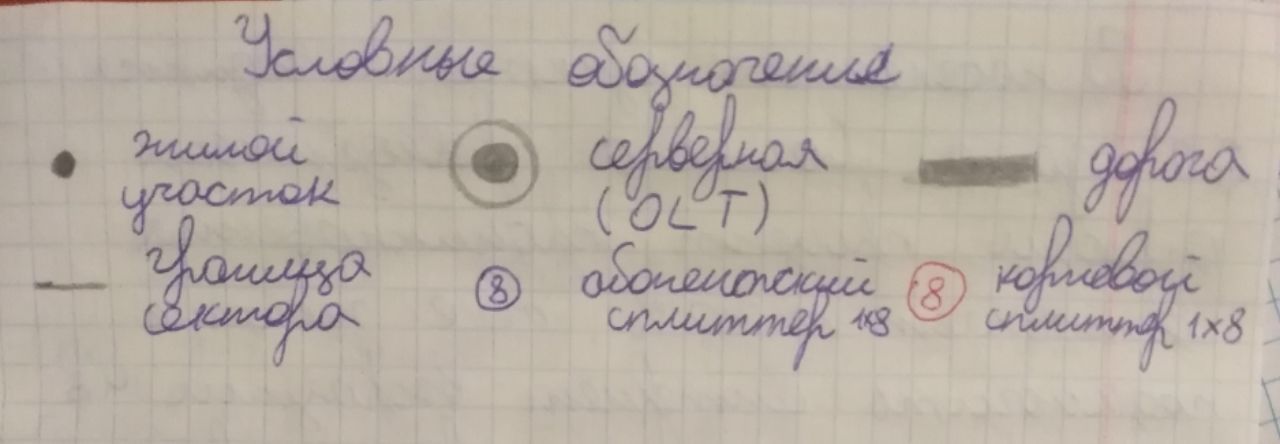 Условные обозначения
жилой участок
серверная (OLT)
дорога
граница сектора
8
абонентский сплиттер 1x8
8
корневой сплиттер 1x8